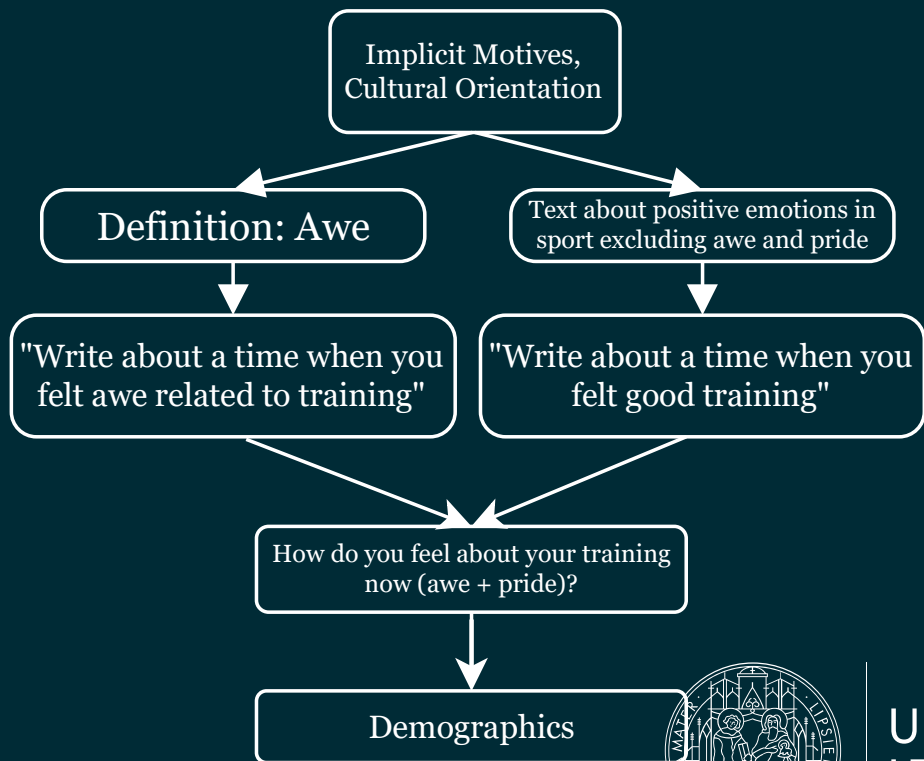 Implicit Motives,
Cultural Orientation
Definition: Awe
Text about positive emotions in
sport excluding awe and pride
"Write about a time when you
felt awe related to training"
"Write about a time when you
felt good training"
How do you feel about your training
now (awe + pride)?
Demographics
MATER · LIPSIE
U